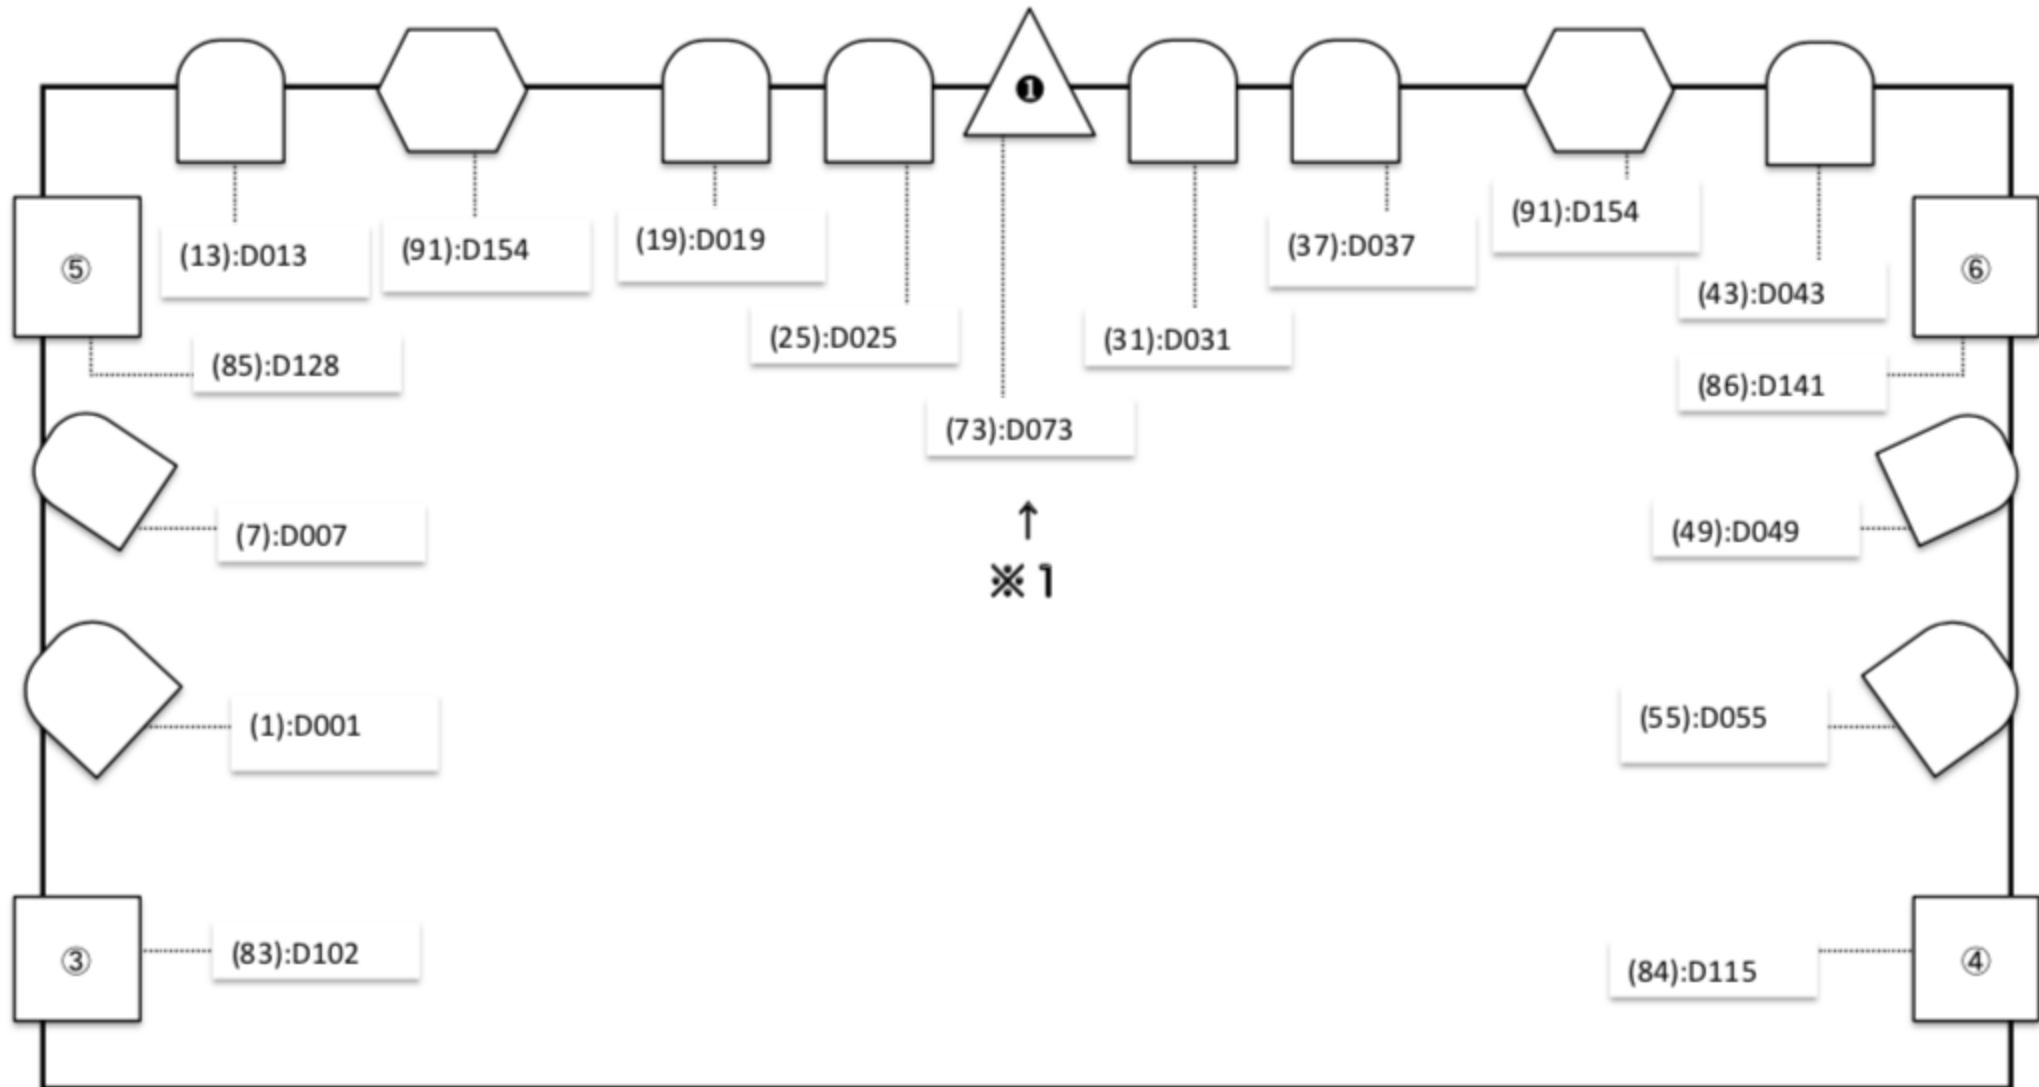 ❶
(91):D154
(19):D019
(37):D037
(13):D013
(91):D154
⑤
⑥
(43):D043
(25):D025
(31):D031
(85):D128
(86):D141
(73):D073
(7):D007
↑
(49):D049
※1
(1):D001
(55):D055
③
(83):D102
④
(84):D115